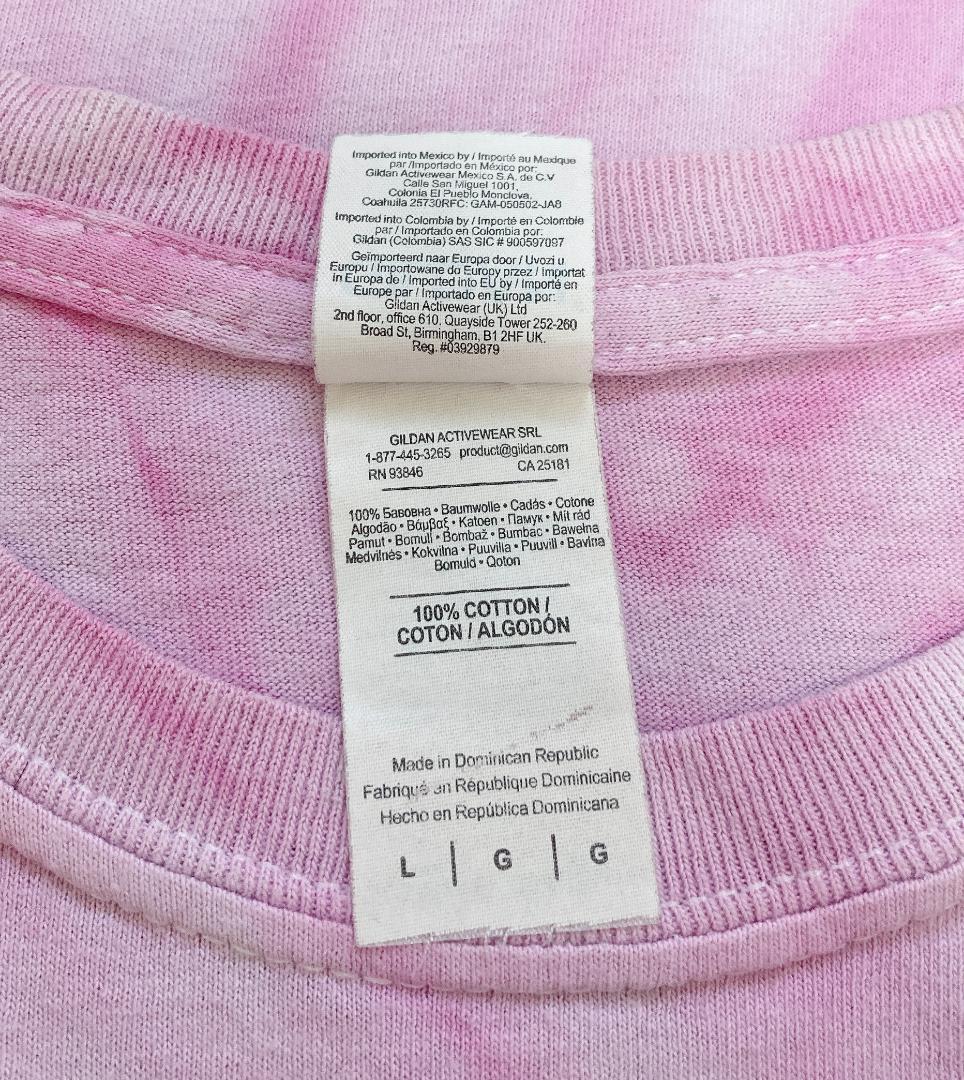 Imported into Mexico by / Importé au Mexique
par /Importado en México por:
Gildan Activewear Mexico S.A. de C.V
Calle San Miguel 1001,
Colonia El Pueblo Monclova,
Coahuila 25730RFC: GAM-050502-JA8
Imported into Colombia by / Importé en Colombie
par / Importado en Colombia por:
Gildan (Colombia) SAS SIC # 900597097
Geïmporteerd naar Europa door / Uvozi u
Europu / Importowane do Europy przez / Importat
în Europa de / Imported into EU by / Importé en
Europe par / Importado en Europa por:
Gildan Activewear (UK) Ltd
2nd floor, office 610, Quayside Tower 252-260
Broad St, Birmingham, B1 2HF UK.
Reg. #03929879
GILDAN ACTIVEWEAR SRL
1-877-445-3265 product@gildan.com
RN 93846 CA 25181
100% Бавовна • Baumwolle • Cadás • Cotone
Algodão • Βάμβαξ • Katoen • Памук • Mit rád
Pamut • Bomull • Bombaž • Bumbac • Bawełna
Medvilnės • Kokvilna • Puuvilla • Puuvill • Bavlna
Bomuld • Qoton
100% COTTON /
COTON / ALGODÓN
Made in Dominican Republic
Fabriqué en République Dominicaine
Hecho en República Dominicana
L | G | G